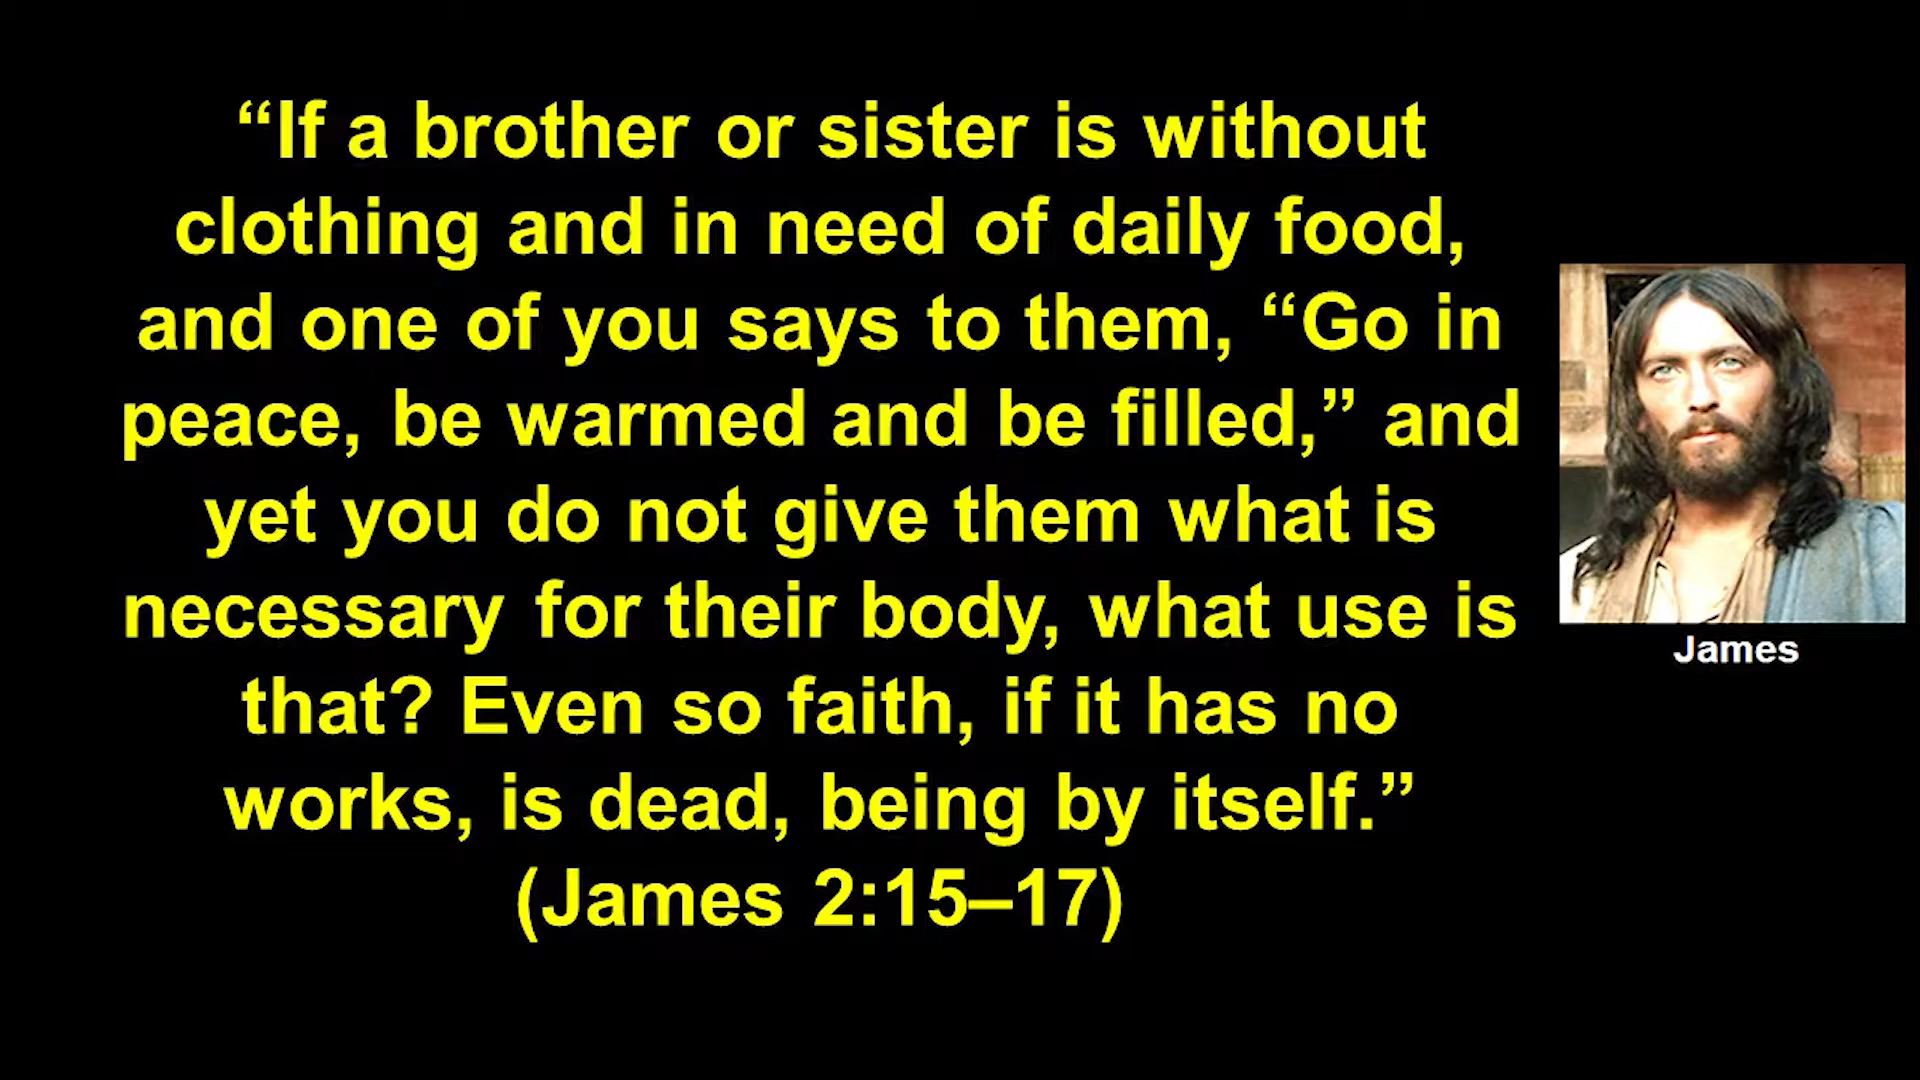 “If a brother or sister is without
clothing and in need of daily food,
and one of you says to them, “Go in
peace, be warmed and be filled,” and
yet you do not give them what is
necessary for their body, what use is
that? Even so faith, if it has no
works, is dead, being by itself.”
(James 2:15–17)
James